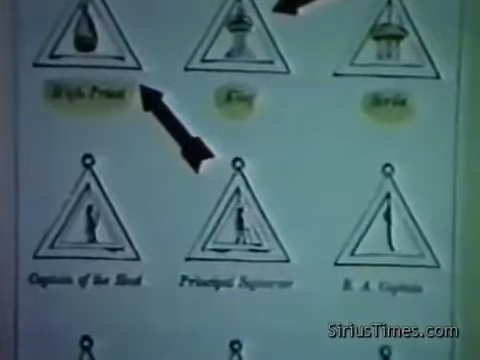 High Priest King Scribe
Captain of the Host Principal Sojourner R. A. Captain
SiriusTimes.com